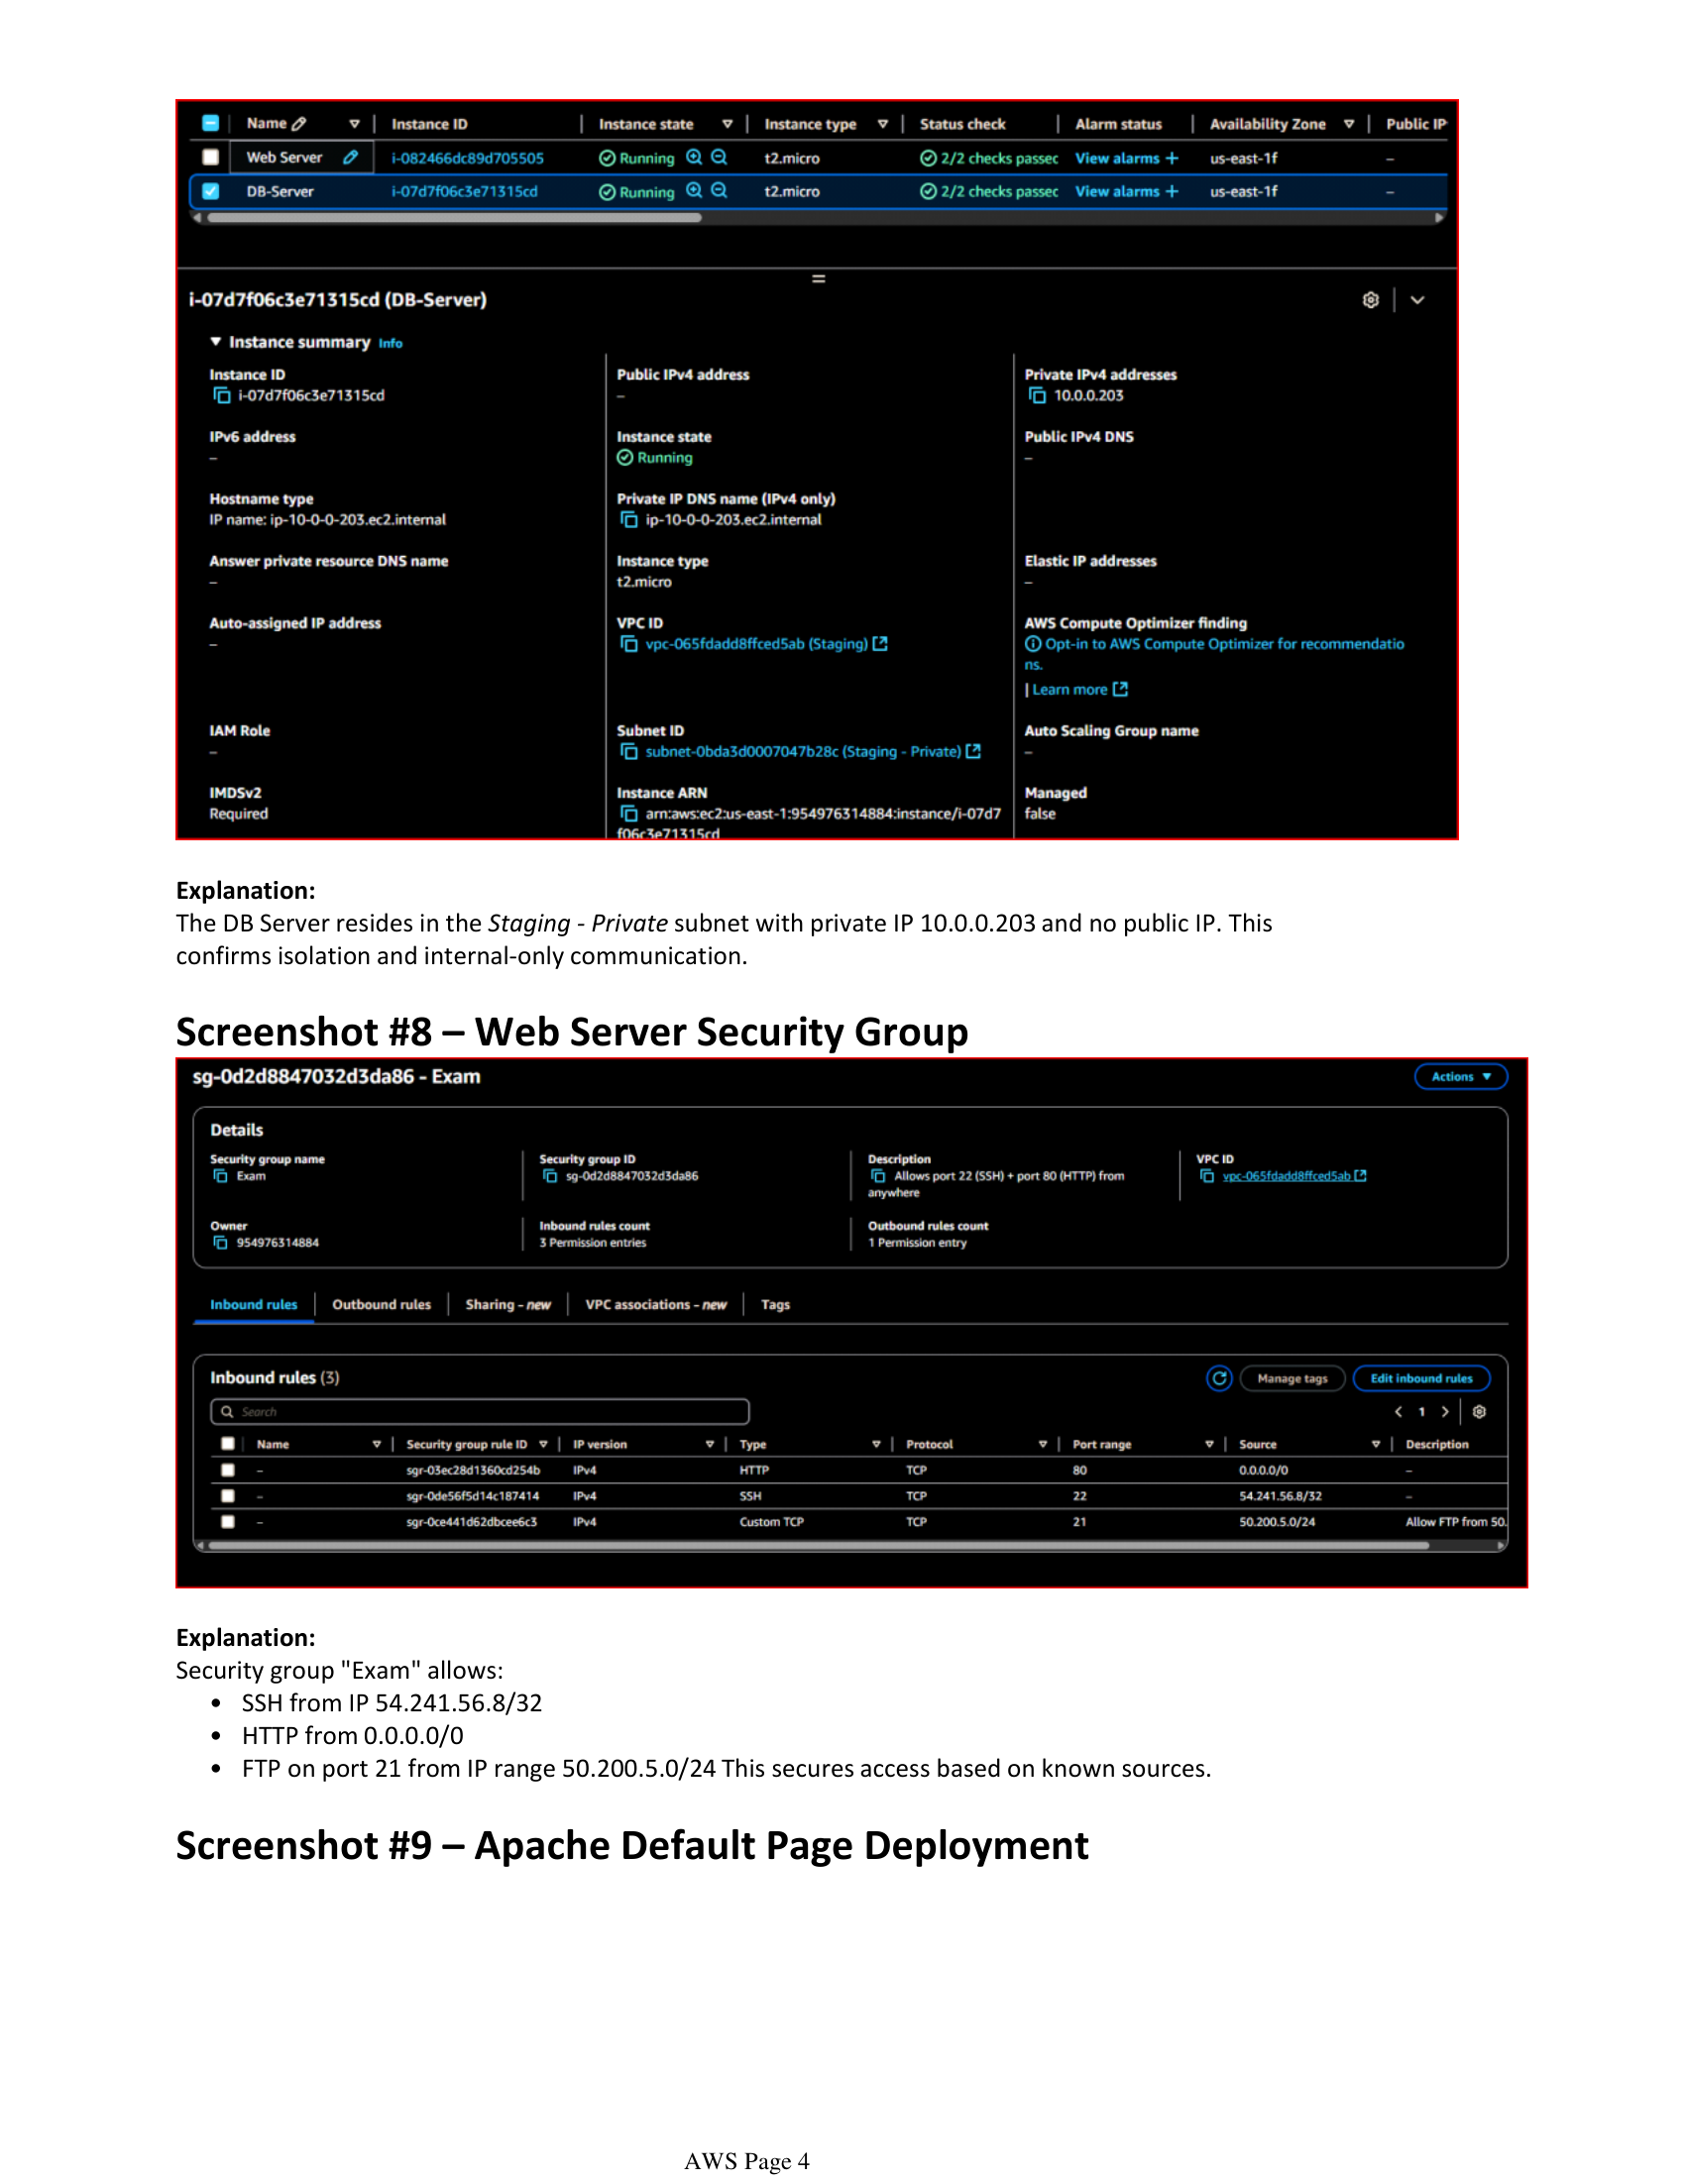 Name Instance ID Instance state Instance type Status check Alarm status Availability Zone Public IP
Web Server i-082466dc89d705505 Running t2.micro 2/2 checks passec View alarms + us-east-1f –
DB-Server i-07d7f06c3e71315cd Running t2.micro 2/2 checks passec View alarms + us-east-1f –
i-07d7f06c3e71315cd (DB-Server)
Instance summary Info
Instance ID Public IPv4 address Private IPv4 addresses
i-07d7f06c3e71315cd – 10.0.0.203
IPv6 address Instance state Public IPv4 DNS
– Running –
Hostname type Private IP DNS name (IPv4 only)
IP name: ip-10-0-0-203.ec2.internal ip-10-0-0-203.ec2.internal
Answer private resource DNS name Instance type Elastic IP addresses
– t2.micro –
Auto-assigned IP address VPC ID AWS Compute Optimizer finding
– vpc-065fdadd8ffced5ab (Staging) Opt-in to AWS Compute Optimizer for recommendatio
ns.
| Learn more
IAM Role Subnet ID Auto Scaling Group name
– subnet-0bda3d0007047b28c (Staging - Private) –
IMDSv2 Instance ARN Managed
Required arn:aws:ec2:us-east-1:954976314884:instance/i-07d7 false
f06c3e71315cd
Explanation:
The DB Server resides in the Staging - Private subnet with private IP 10.0.0.203 and no public IP. This
confirms isolation and internal-only communication.
Screenshot #8 – Web Server Security Group
sg-0d2d8847032d3da86 - Exam Actions
Details
Security group name Security group ID Description VPC ID
Exam sg-0d2d8847032d3da86 Allows port 22 (SSH) + port 80 (HTTP) from vpc-065fdadd8ffced5ab
anywhere
Owner Inbound rules count Outbound rules count
954976314884 3 Permission entries 1 Permission entry
Inbound rules Outbound rules Sharing - new VPC associations - new Tags
Inbound rules (3) Manage tags Edit inbound rules
Search 1
Name Security group rule ID IP version Type Protocol Port range Source Description
– sgr-03ec28d1360cd254b IPv4 HTTP TCP 80 0.0.0.0/0 –
– sgr-0de56f5d14c187414 IPv4 SSH TCP 22 54.241.56.8/32 –
– sgr-0ce441d62dbcee6c3 IPv4 Custom TCP TCP 21 50.200.5.0/24 Allow FTP from 50.
Explanation:
Security group "Exam" allows:
• SSH from IP 54.241.56.8/32
• HTTP from 0.0.0.0/0
• FTP on port 21 from IP range 50.200.5.0/24 This secures access based on known sources.
Screenshot #9 – Apache Default Page Deployment
AWS Page 4